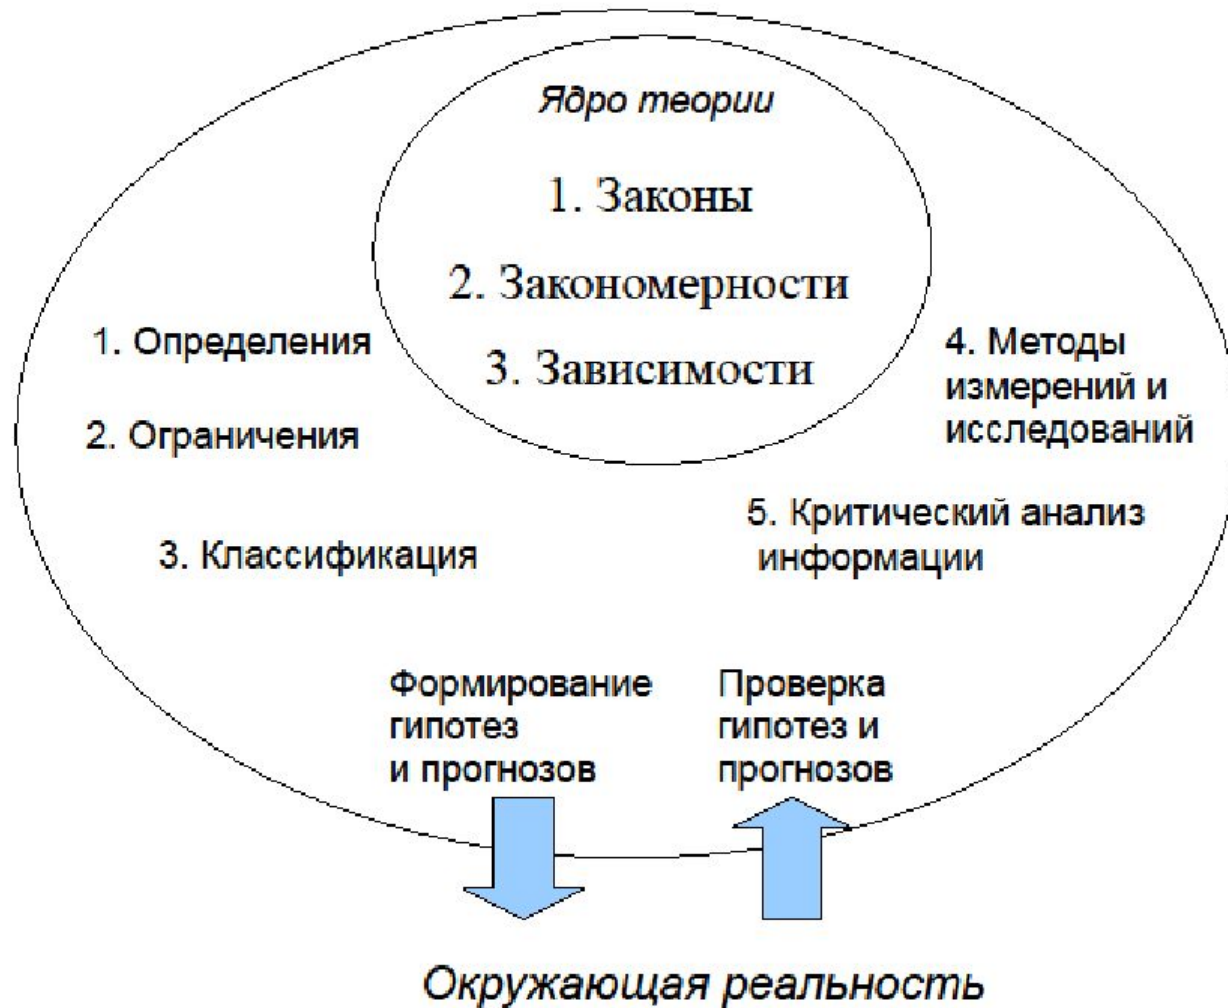 Ядро теории
1. Законы
2. Закономерности
3. Зависимости
1. Определения
2. Ограничения
3. Классификация
4. Методы
измерений и
исследований
5. Критический анализ
информации
Формирование
гипотез
и прогнозов
Проверка
гипотез и
прогнозов
Окружающая реальность